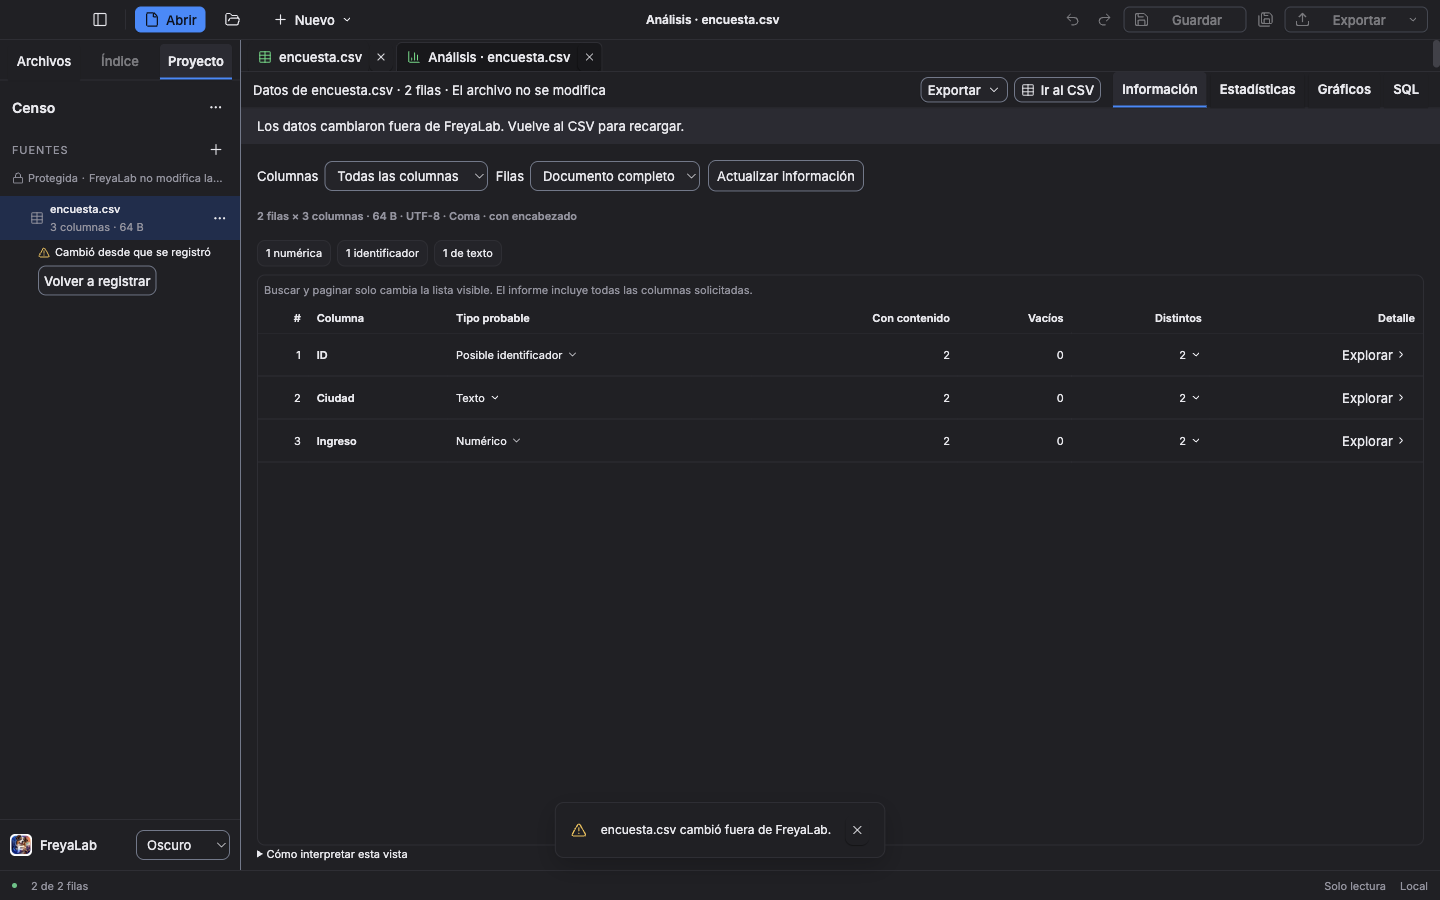 Abrir
Nuevo
Análisis · encuesta.csv
Guardar
Exportar
Archivos
Índice
Proyecto
Censo
FUENTES
Protegida · FreyaLab no modifica la...
encuesta.csv
3 columnas · 64 B
Cambió desde que se registró
Volver a registrar
FreyaLab
Oscuro
encuesta.csv
Análisis · encuesta.csv
Datos de encuesta.csv · 2 filas · El archivo no se modifica
Exportar
Ir al CSV
Información
Estadísticas
Gráficos
SQL
Los datos cambiaron fuera de FreyaLab. Vuelve al CSV para recargar.
Columnas
Todas las columnas
Filas
Documento completo
Actualizar información
2 filas × 3 columnas · 64 B · UTF-8 · Coma · con encabezado
1 numérica
1 identificador
1 de texto
Buscar y paginar solo cambia la lista visible. El informe incluye todas las columnas solicitadas.
# Columna Tipo probable Con contenido Vacíos Distintos Detalle
1 ID Posible identificador 2 0 2 Explorar
2 Ciudad Texto 2 0 2 Explorar
3 Ingreso Numérico 2 0 2 Explorar
encuesta.csv cambió fuera de FreyaLab.
Cómo interpretar esta vista
2 de 2 filas
Solo lectura
Local